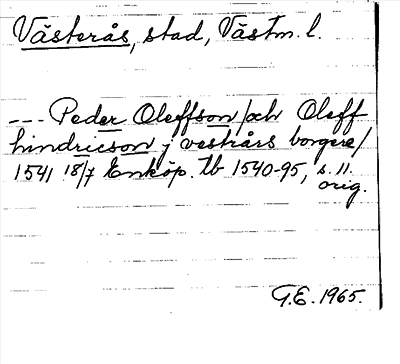 Västerås, stad, Västm. l.
--- Peder Oleffson /och Oleff
hindricson j vestrårs borgere/
1541 18/7 Enköp. tb 1540-95, s. 11.
orig.
G.E. 1965.